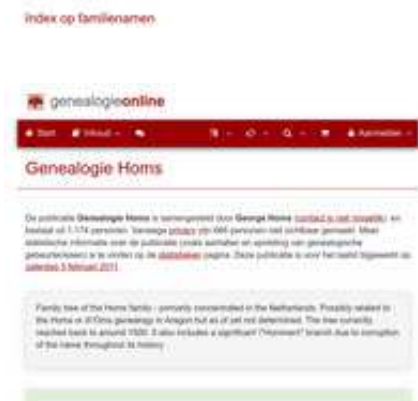 Index op familienamen
genealogieonline
Start Inhoud Aanmelden
Genealogie Homs
De publicatie Genealogie Homs is samengesteld door George Homs (contact is niet mogelijk) en
bestaat uit 1.174 personen. Vanwege privacy zijn 666 personen niet zichtbaar gemaakt. Meer
statistische informatie over de publicatie (zoals aantallen en spreiding van genealogische
gebeurtenissen) is te vinden op de statistieken pagina. Deze publicatie is voor het laatst bijgewerkt op
zaterdag 5 februari 2011.
Family tree of the Homs family - primarily concentrated in the Netherlands. Possibly related to
the Homs or d'Oms genealogy in Aragon but as of yet not determined. The tree currently
reaches back to around 1500. It also includes a significant ("Hommen") branch due to corruption
of the name throughout its history.